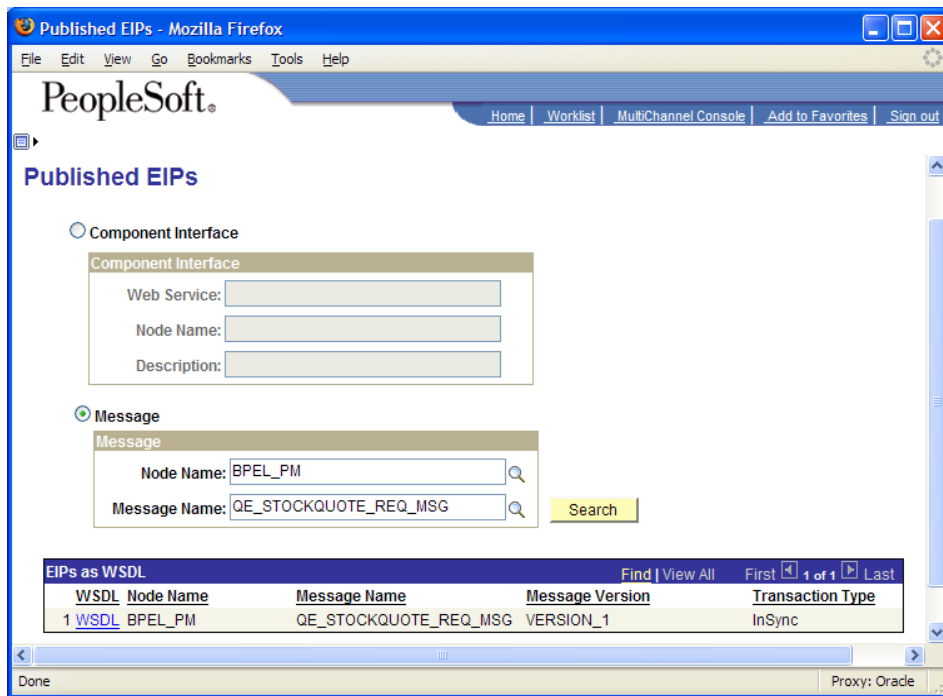 Published EIPs - Mozilla Firefox
File Edit View Go Bookmarks Tools Help
PeopleSoft®
Home | Worklist | MultiChannel Console | Add to Favorites | Sign out
Published EIPs
Component Interface
Component Interface
Web Service:
Node Name:
Description:
Message
Message
Node Name: BPEL_PM
Message Name: QE_STOCKQUOTE_REQ_MSG Search
EIPs as WSDL Find | View All First 1 of 1 Last
WSDL Node Name Message Name Message Version Transaction Type
1 WSDL BPEL_PM QE_STOCKQUOTE_REQ_MSG VERSION_1 InSync
Done Proxy: Oracle